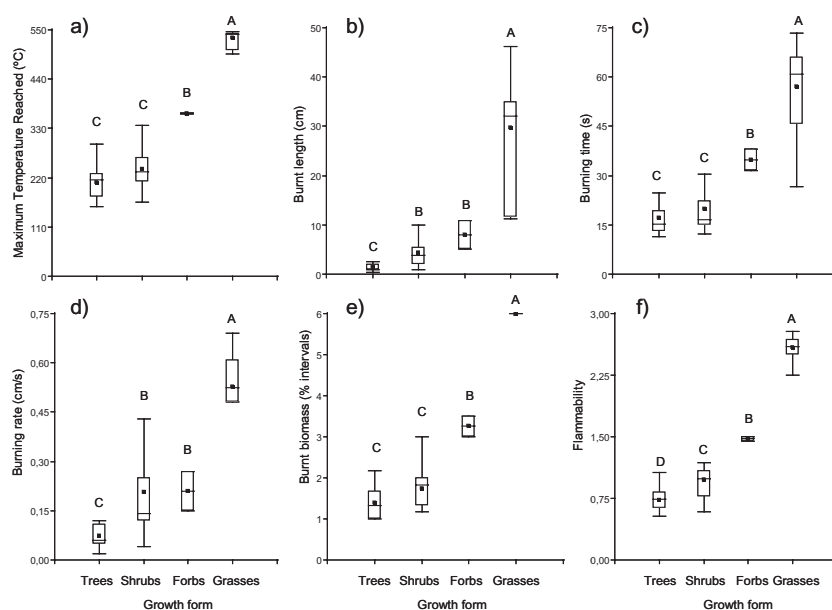 a)
Maximum Temperature Reached (ºC)
550
440
330
220
110
0
C
C
B
A
b)
Burnt length (cm)
50
40
30
20
10
0
C
B
B
A
c)
Burning time (s)
75
60
45
30
15
0
C
C
B
A
d)
Burning rate (cm/s)
0,75
0,60
0,45
0,30
0,15
0,00
C
B
B
A
Trees Shrubs Forbs Grasses
Growth form
e)
Burnt biomass (% intervals)
6
5
4
3
2
1
0
C
C
B
A
Trees Shrubs Forbs Grasses
Growth form
f)
Flammability
3,00
2,25
1,50
0,75
0,00
D
C
B
A
Trees Shrubs Forbs Grasses
Growth form